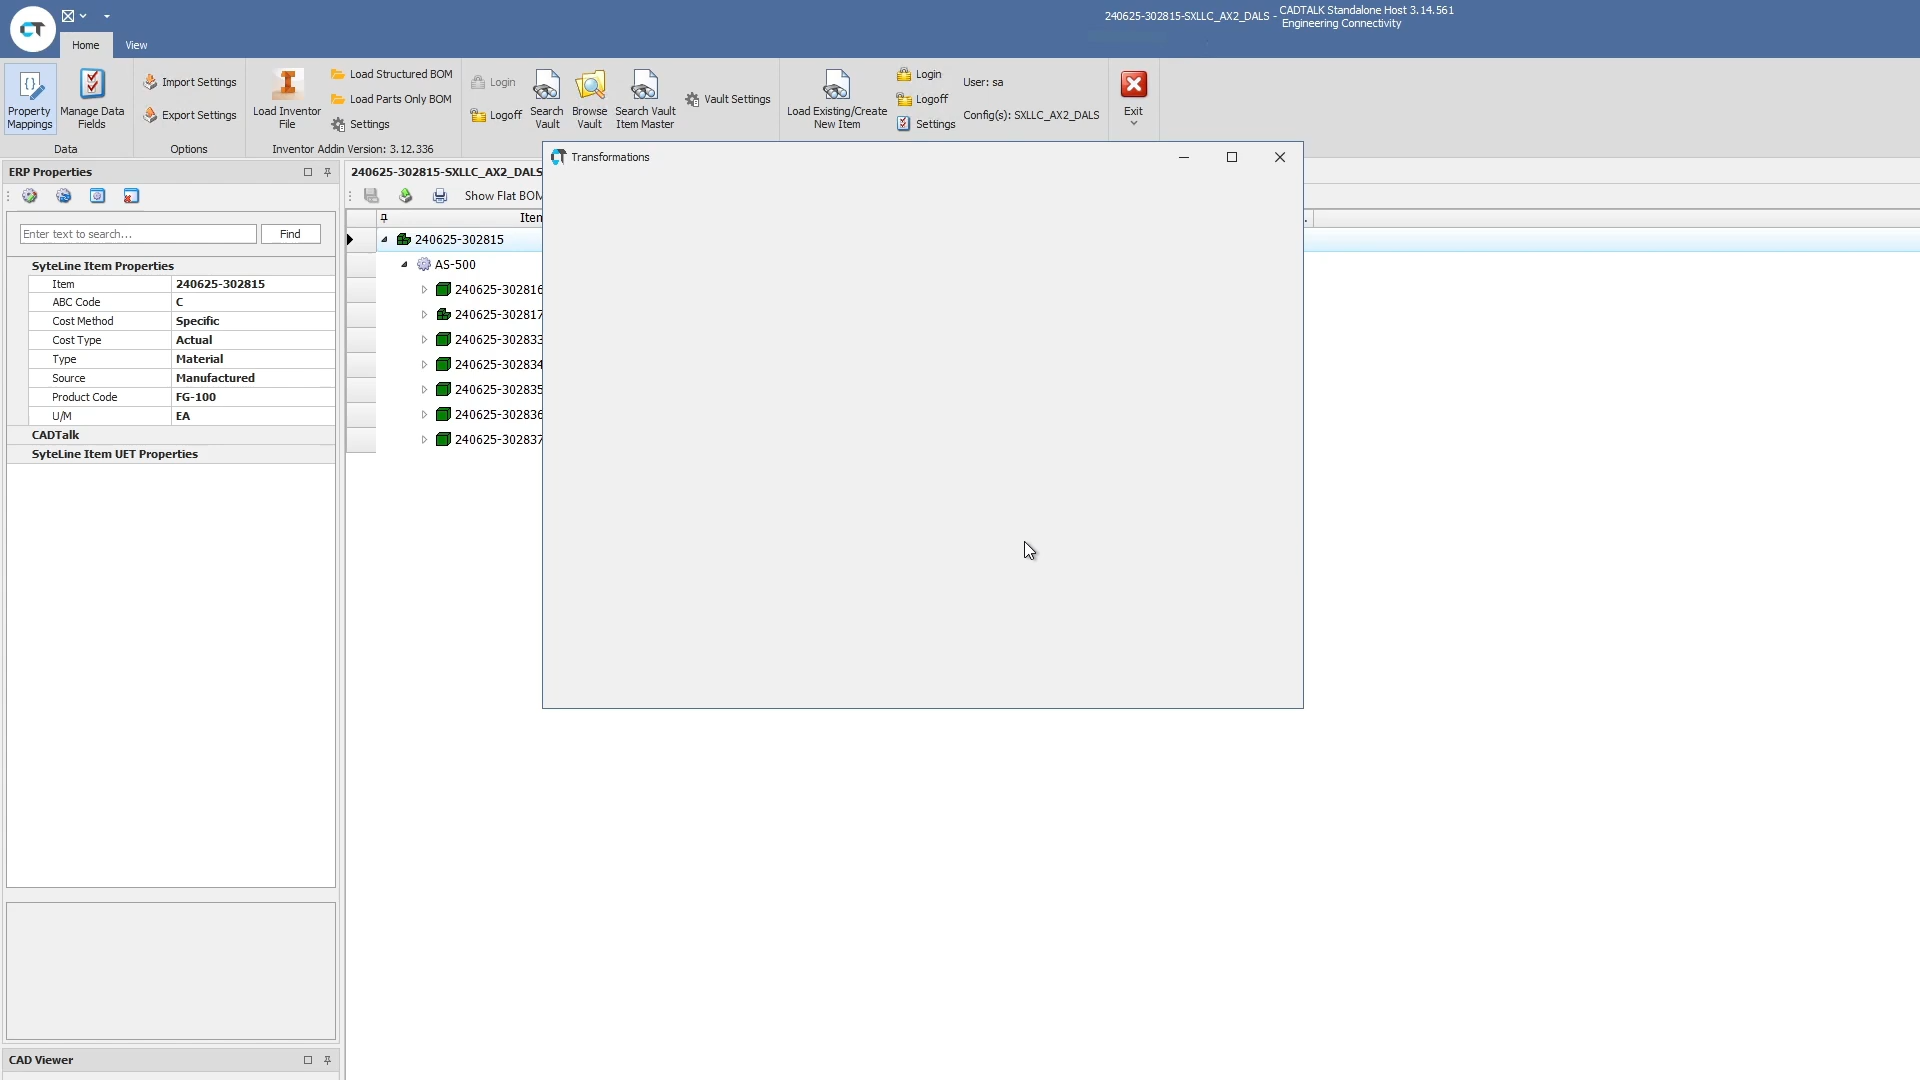 240625-302815-SXLLC_AX2_DALS - CADTALK Standalone Host 3.14.561
Engineering Connectivity
Home
View
Property Mappings
Manage Data Fields
Data
Import Settings
Export Settings
Options
Load Inventor File
Load Structured BOM
Load Parts Only BOM
Settings
Inventor Addin Version: 3.12.336
Login
Logoff
Search Vault
Browse Vault
Search Vault Item Master
Vault Settings
Load Existing/Create New Item
Login
Logoff
Settings
User: sa
Config(s): SXLLC_AX2_DALS
Exit
ERP Properties
Enter text to search...
Find
SyteLine Item Properties
Item 240625-302815
ABC Code C
Cost Method Specific
Cost Type Actual
Type Material
Source Manufactured
Product Code FG-100
U/M EA
CADTalk
SyteLine Item UET Properties
CAD Viewer
240625-302815-SXLLC_AX2_DALS
Show Flat BOM
240625-302815
AS-500
240625-302816
240625-302817
240625-302833
240625-302834
240625-302835
240625-302836
240625-302837
CT Transformations